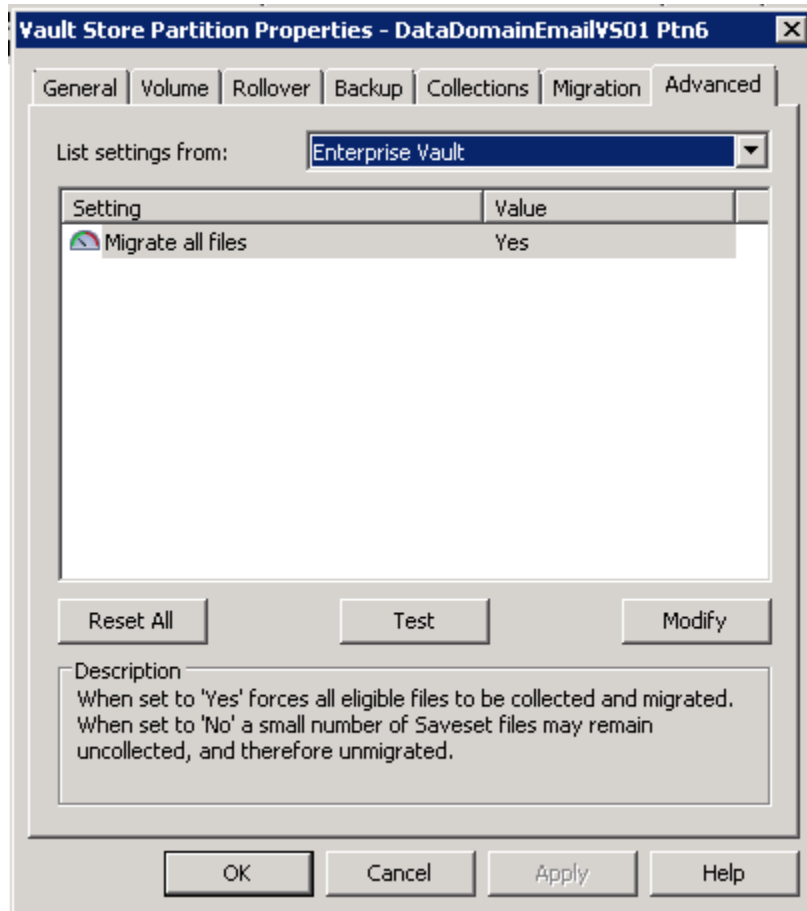 Vault Store Partition Properties - DataDomainEmailVS01 Ptn6
General Volume Rollover Backup Collections Migration Advanced
List settings from: Enterprise Vault
Setting Value
Migrate all files Yes
Reset All Test Modify
Description
When set to 'Yes' forces all eligible files to be collected and migrated.
When set to 'No' a small number of Saveset files may remain
uncollected, and therefore unmigrated.
OK Cancel Apply Help